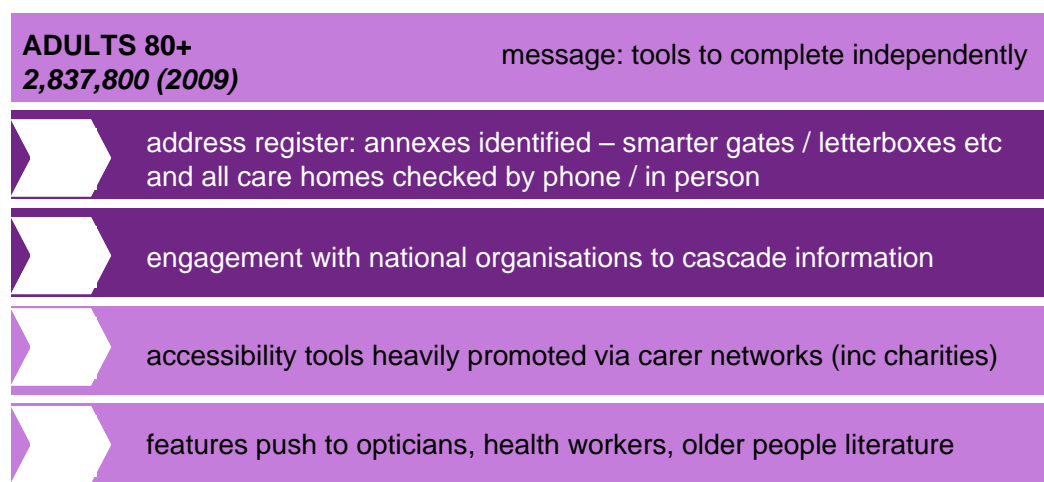 ADULTS 80+
2,837,800 (2009)
message: tools to complete independently
address register: annexes identified – smarter gates / letterboxes etc
and all care homes checked by phone / in person
engagement with national organisations to cascade information
accessibility tools heavily promoted via carer networks (inc charities)
features push to opticians, health workers, older people literature